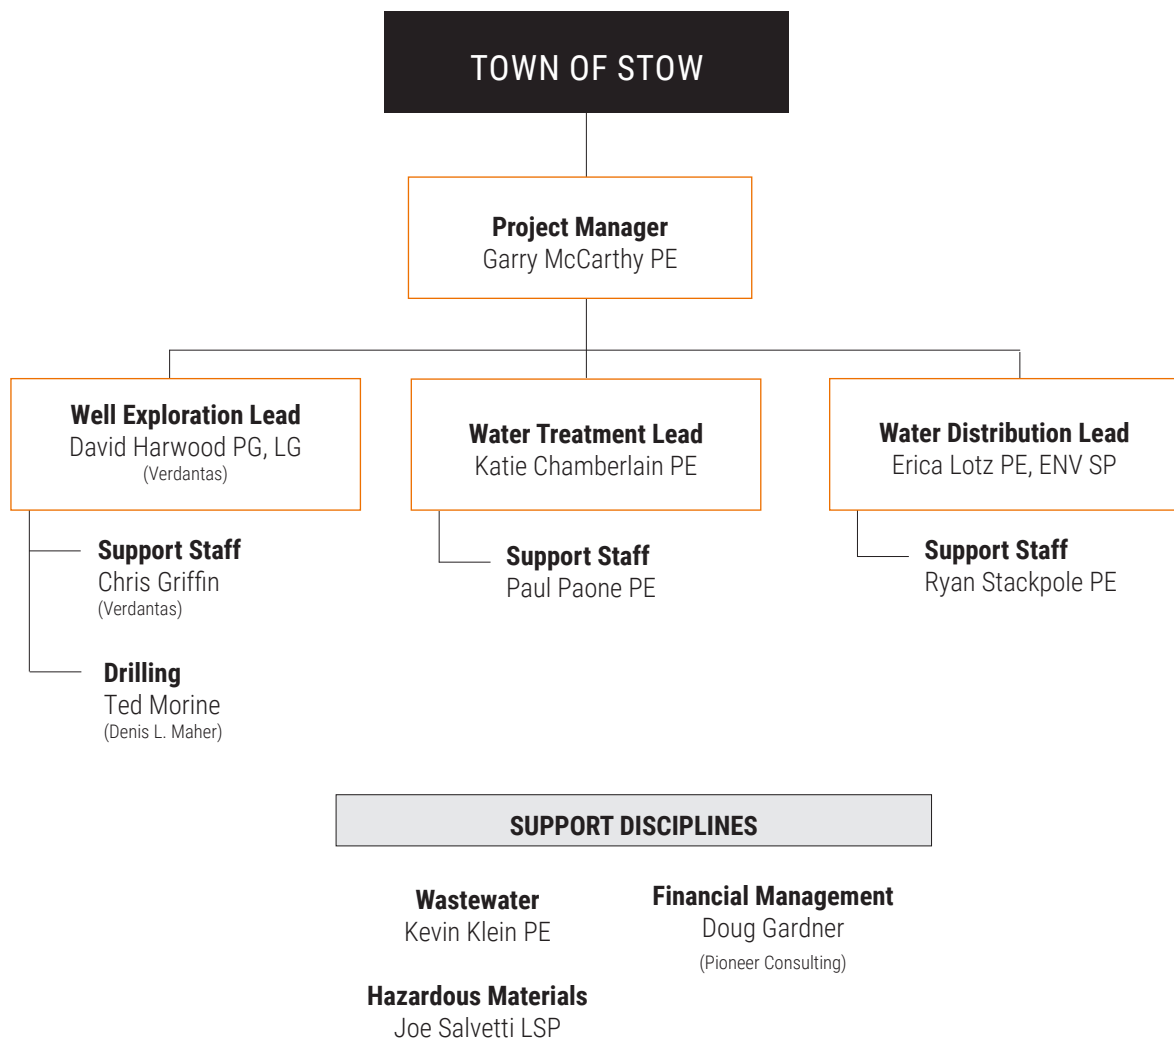 TOWN OF STOW
Project Manager
Garry McCarthy PE
Well Exploration Lead
David Harwood PG, LG
(Verdantas)
Support Staff
Chris Griffin
(Verdantas)
Drilling
Ted Morine
(Denis L. Maher)
Water Treatment Lead
Katie Chamberlain PE
Support Staff
Paul Paone PE
Water Distribution Lead
Erica Lotz PE, ENV SP
Support Staff
Ryan Stackpole PE
SUPPORT DISCIPLINES
Wastewater
Kevin Klein PE
Financial Management
Doug Gardner
(Pioneer Consulting)
Hazardous Materials
Joe Salvetti LSP